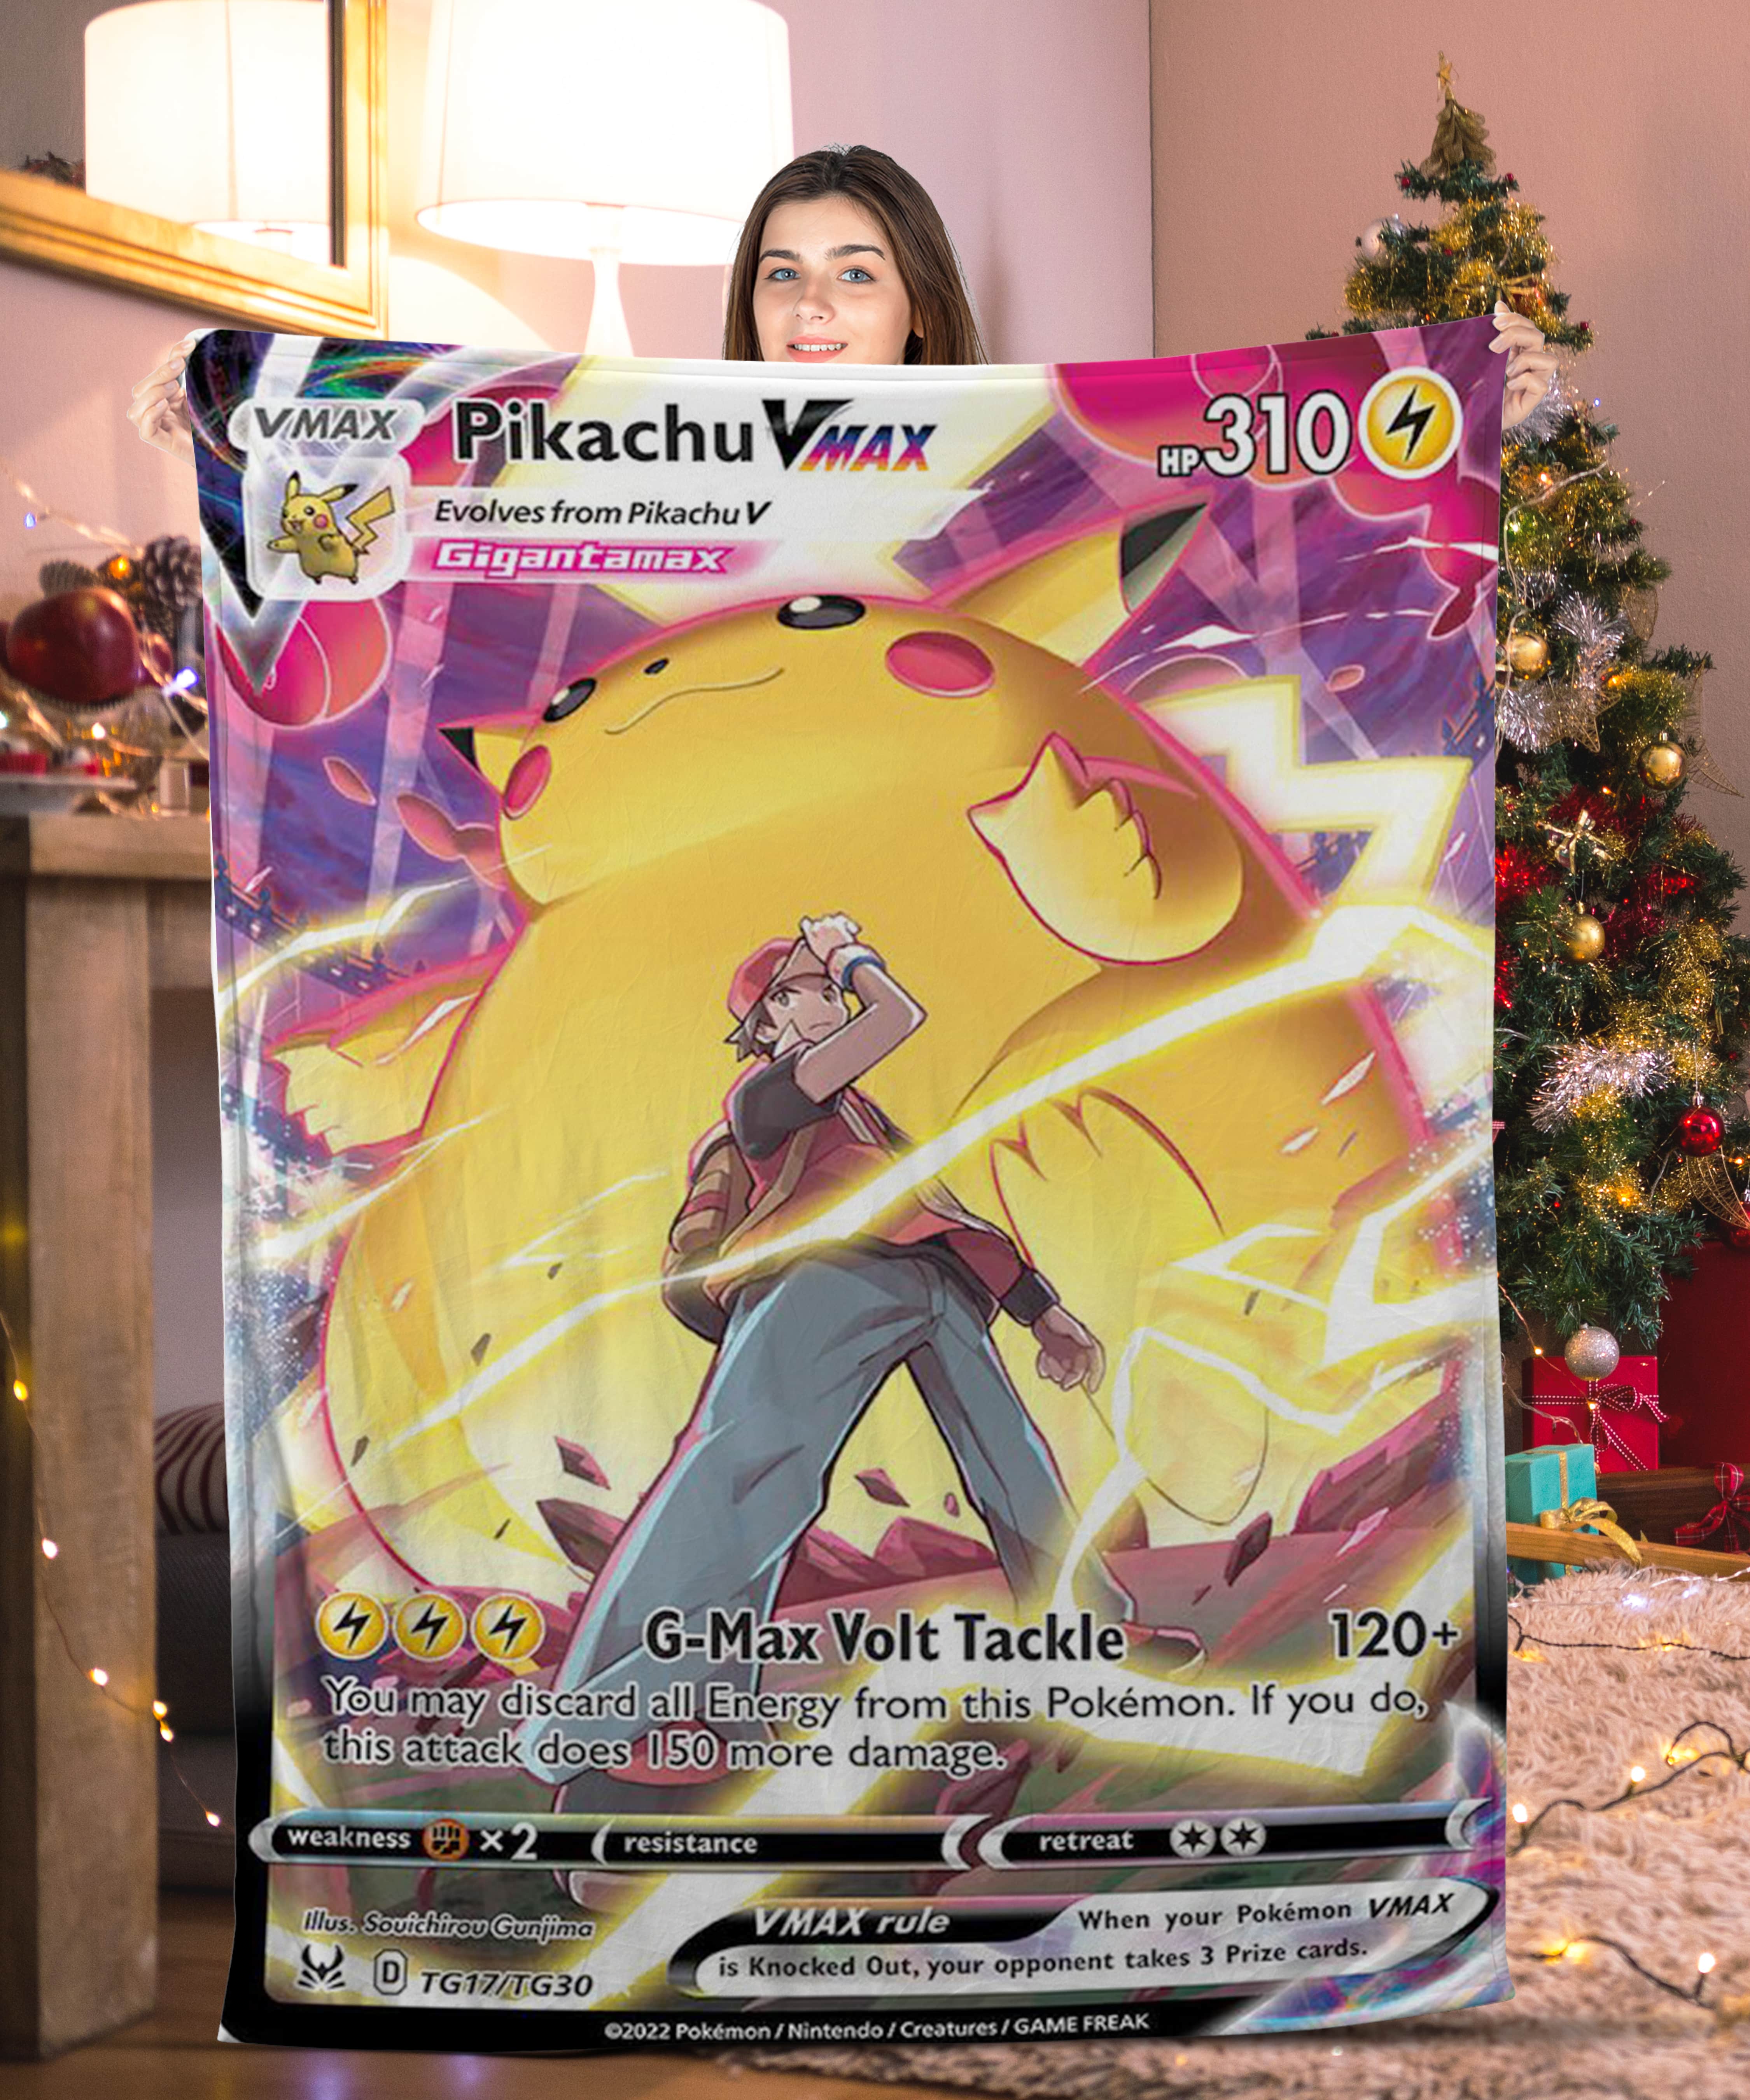 VMAX
Pikachu VMAX
HP 310
Evolves from Pikachu V
Gigantamax
G-Max Volt Tackle 120+
You may discard all Energy from this Pokémon. If you do,
this attack does 150 more damage.
weakness ×2 resistance retreat
Illus. Souichirou Gunjima
D TG17/TG30
VMAX rule When your Pokémon VMAX
is Knocked Out, your opponent takes 3 Prize cards.
©2022 Pokémon / Nintendo / Creatures / GAME FREAK